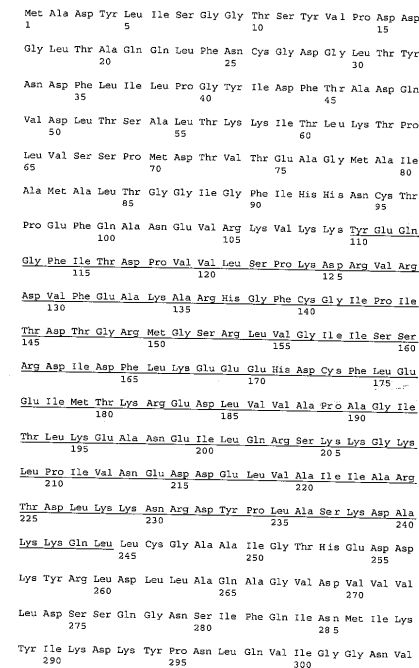 Met Ala Asp Tyr Leu Ile Ser Gly Gly Thr Ser Tyr Val Pro Asp Asp
1 5 10 15
Gly Leu Thr Ala Gln Gln Leu Phe Asn Cys Gly Asp Gly Leu Thr Tyr
20 25 30
Asn Asp Phe Leu Ile Leu Pro Gly Tyr Ile Asp Phe Thr Ala Asp Gln
35 40 45
Val Asp Leu Thr Ser Ala Leu Thr Lys Lys Ile Thr Leu Lys Thr Pro
50 55 60
Leu Val Ser Ser Pro Met Asp Thr Val Thr Glu Ala Gly Met Ala Ile
65 70 75 80
Ala Met Ala Leu Thr Gly Gly Ile Gly Phe Ile His His Asn Cys Thr
85 90 95
Pro Glu Phe Gln Ala Asn Glu Val Arg Lys Val Lys Lys Tyr Glu Gln
100 105 110
Gly Phe Ile Thr Asp Pro Val Val Leu Ser Pro Lys Asp Arg Val Arg
115 120 125
Asp Val Phe Glu Ala Lys Ala Arg His Gly Phe Cys Gly Ile Pro Ile
130 135 140
Thr Asp Thr Gly Arg Met Gly Ser Arg Leu Val Gly Ile Ile Ser Ser
145 150 155 160
Arg Asp Ile Asp Phe Leu Lys Glu Glu Glu His Asp Cys Phe Leu Glu
165 170 175
Glu Ile Met Thr Lys Arg Glu Asp Leu Val Val Ala Pro Ala Gly Ile
180 185 190
Thr Leu Lys Glu Ala Asn Glu Ile Leu Gln Arg Ser Lys Lys Gly Lys
195 200 205
Leu Pro Ile Val Asn Glu Asp Asp Glu Leu Val Ala Ile Ile Ala Arg
210 215 220
Thr Asp Leu Lys Lys Asn Arg Asp Tyr Pro Leu Ala Ser Lys Asp Ala
225 230 235 240
Lys Lys Gln Leu Leu Cys Gly Ala Ala Ile Gly Thr His Glu Asp Asp
245 250 255
Lys Tyr Arg Leu Asp Leu Leu Ala Gln Ala Gly Val Asp Val Val Val
260 265 270
Leu Asp Ser Ser Gln Gly Asn Ser Ile Phe Gln Ile Asn Met Ile Lys
275 280 285
Tyr Ile Lys Asp Lys Tyr Pro Asn Leu Gln Val Ile Gly Gly Asn Val
290 295 300